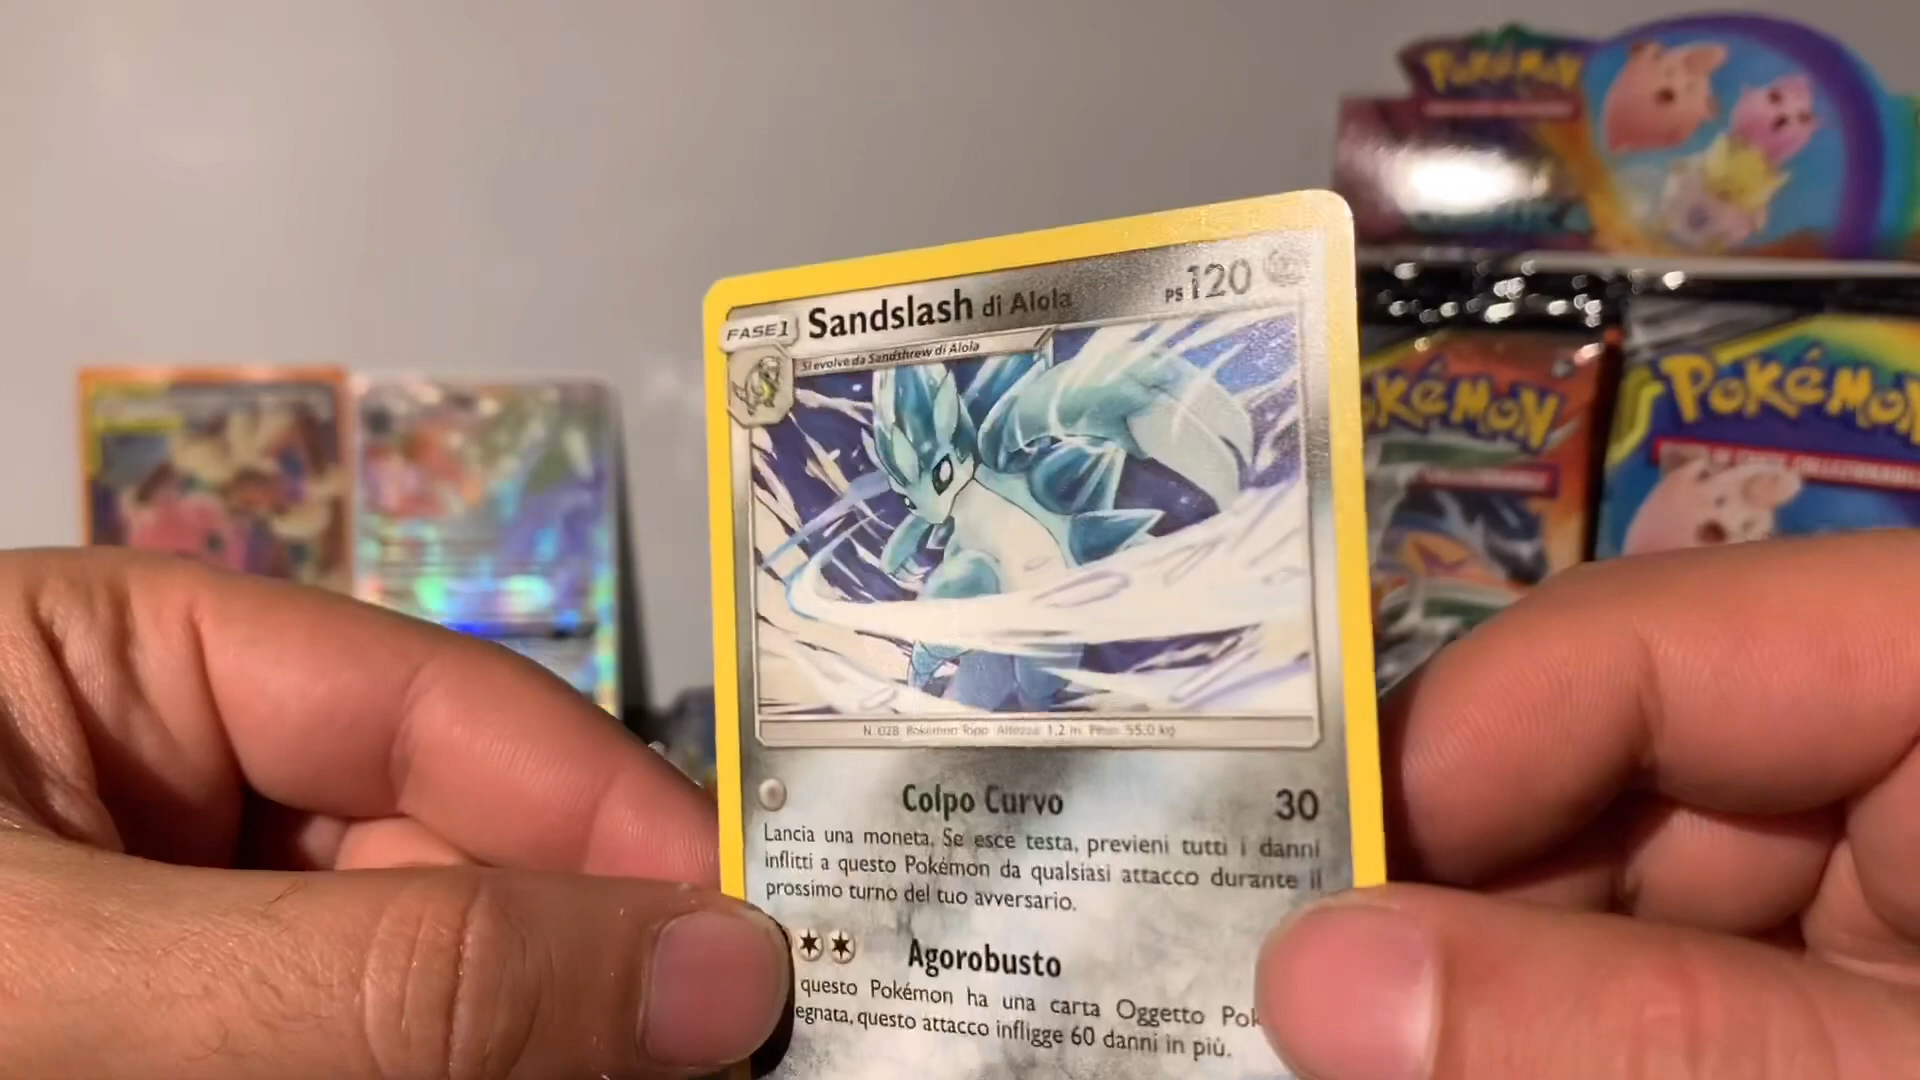 Pokémon
FASE 1
Sandslash di Alola
PS 120
Si evolve da Sandshrew di Alola
N. 028 Pokémon Topo Altezza: 1,2 m Peso: 55,0 kg
Colpo Curvo 30
Lancia una moneta. Se esce testa, previeni tutti i danni
inflitti a questo Pokémon da qualsiasi attacco durante il
prossimo turno del tuo avversario.
Agorobusto
questo Pokémon ha una carta Oggetto Pok
egnata, questo attacco infligge 60 danni in più.
kémon
Pokémon